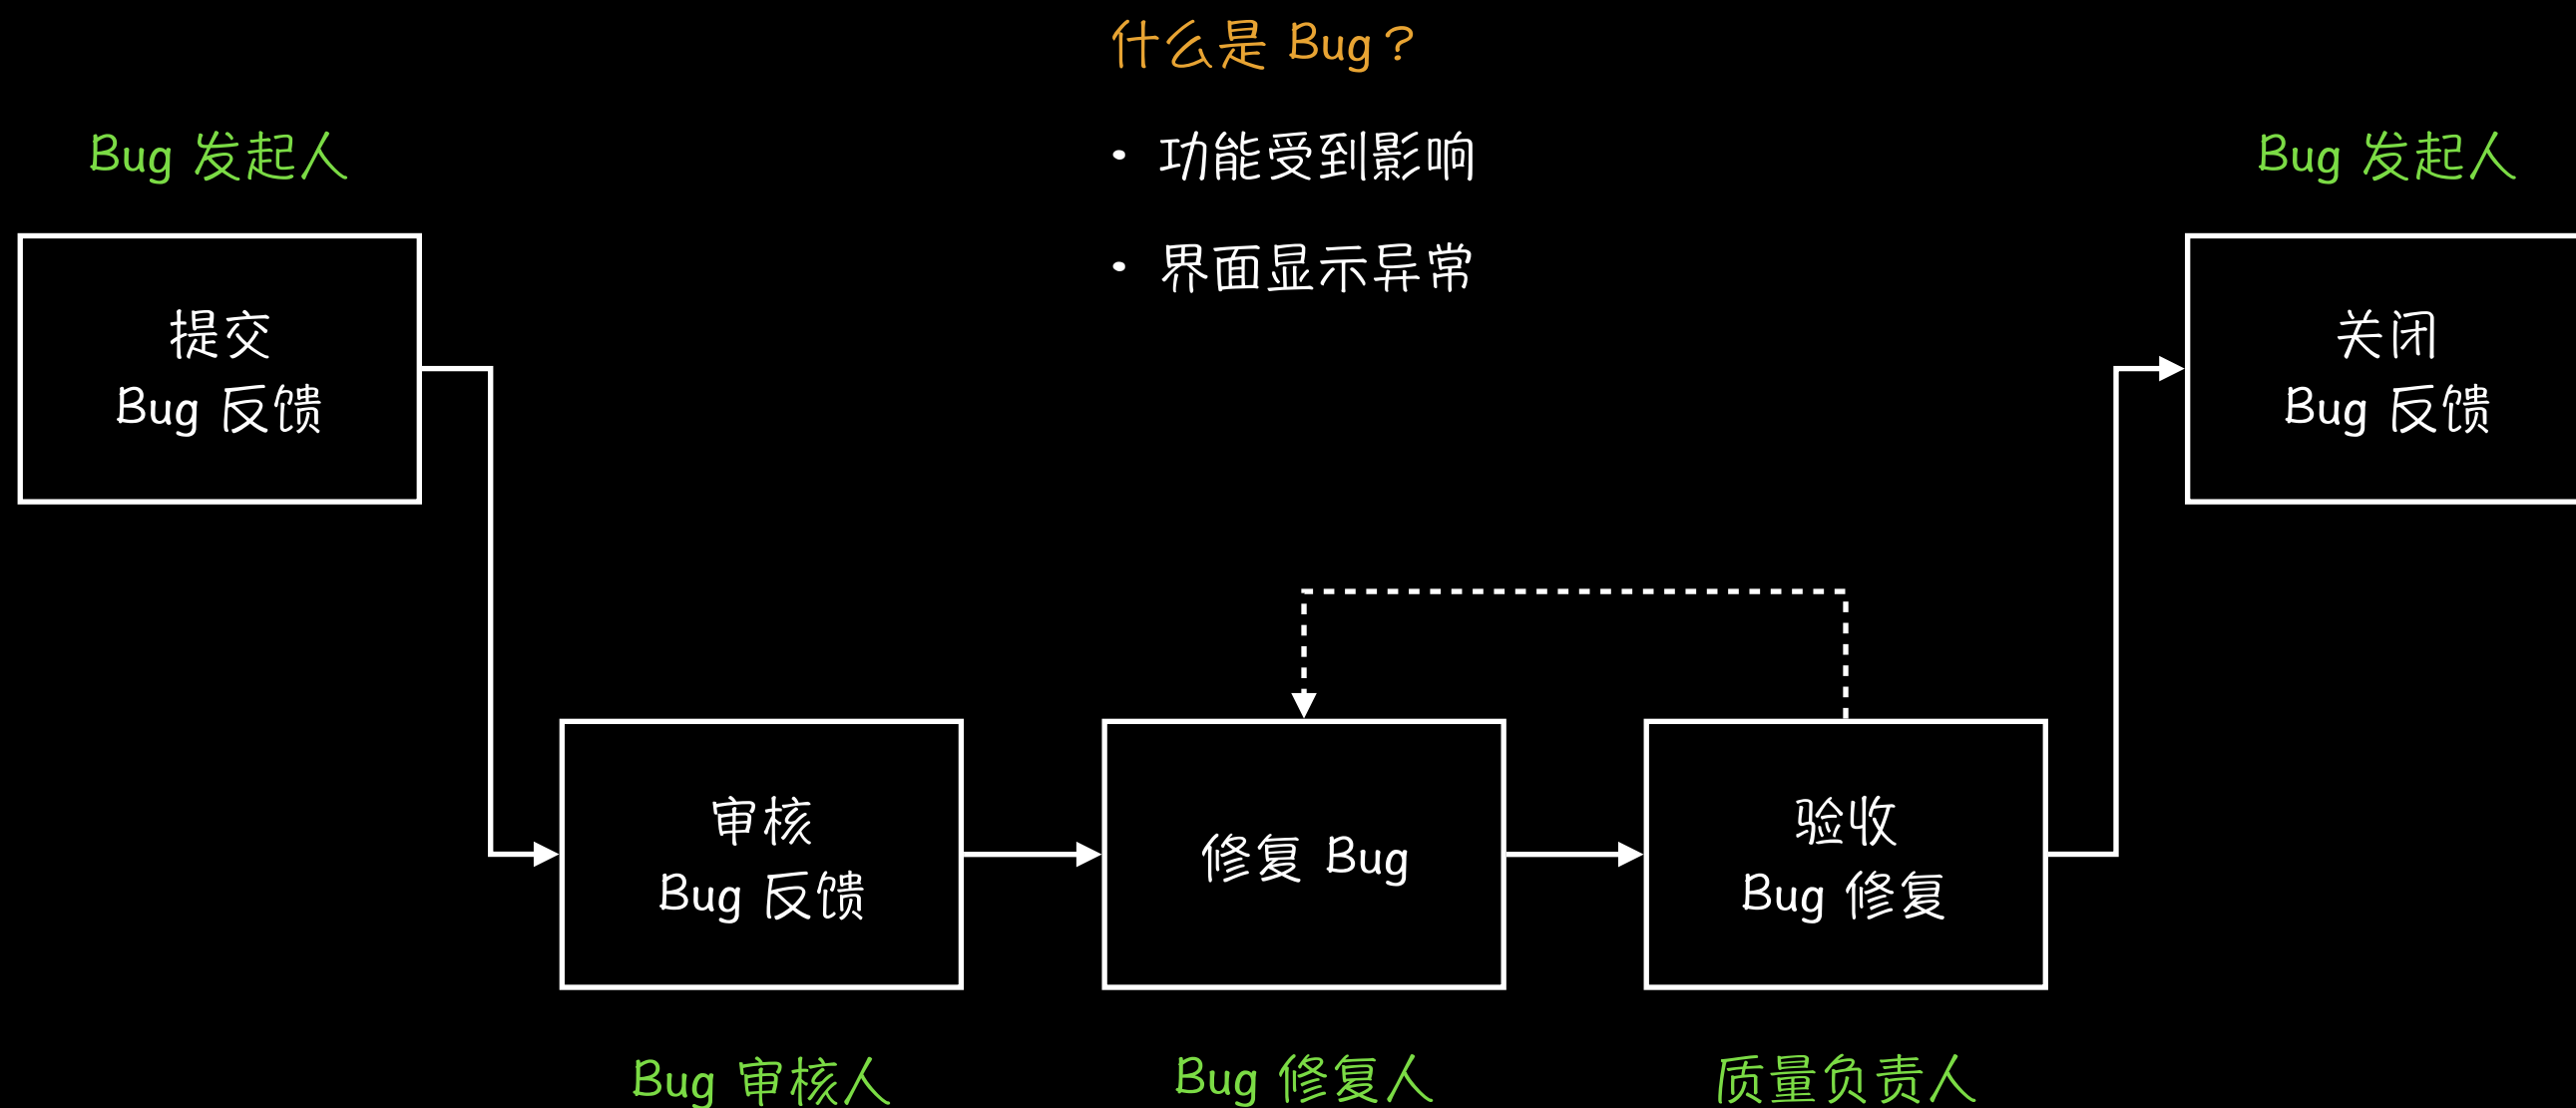 什么是 Bug？
• 功能受到影响
• 界面显示异常
Bug 发起人
提交
Bug 反馈
Bug 审核人
审核
Bug 反馈
修复 Bug
Bug 修复人
验收
Bug 修复
质量负责人
Bug 发起人
关闭
Bug 反馈